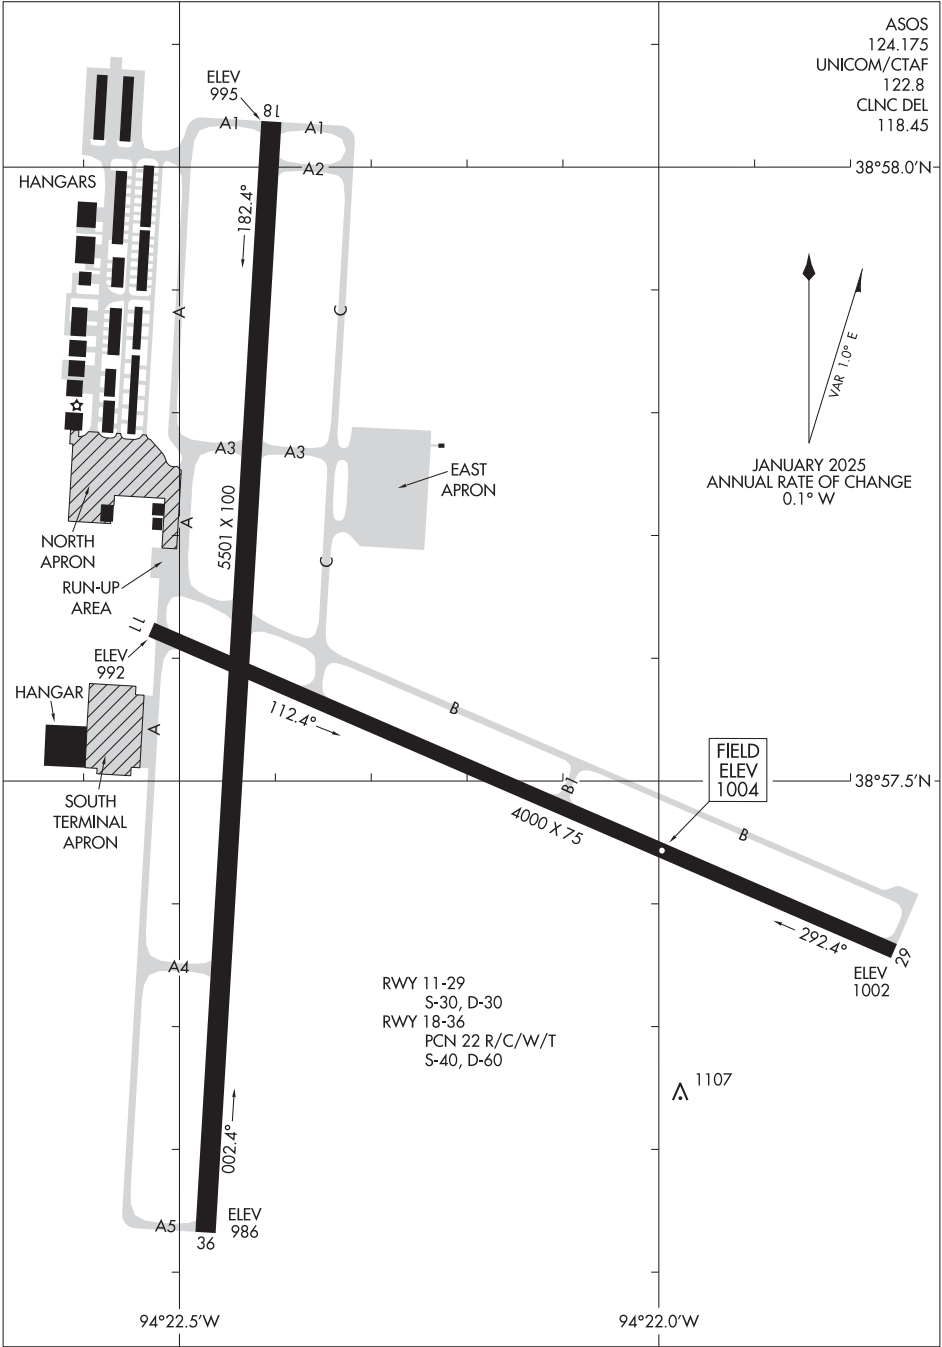 ASOS
124.175
UNICOM/CTAF
122.8
CLNC DEL
118.45
ELEV
995
18
A1
A1
A2
38°58.0'N
HANGARS
182.4°
A
C
VAR 1.0° E
JANUARY 2025
ANNUAL RATE OF CHANGE
0.1° W
A3
A3
EAST
APRON
5501 X 100
A
NORTH
APRON
C
RUN-UP
AREA
11
ELEV
992
HANGAR
A
112.4°
B
FIELD
ELEV
1004
B1
38°57.5'N
SOUTH
TERMINAL
APRON
4000 X 75
B
292.4°
29
ELEV
1002
A4
RWY 11-29
S-30, D-30
RWY 18-36
PCN 22 R/C/W/T
S-40, D-60
1107
002.4°
A5
ELEV
986
36
94°22.5'W
94°22.0'W